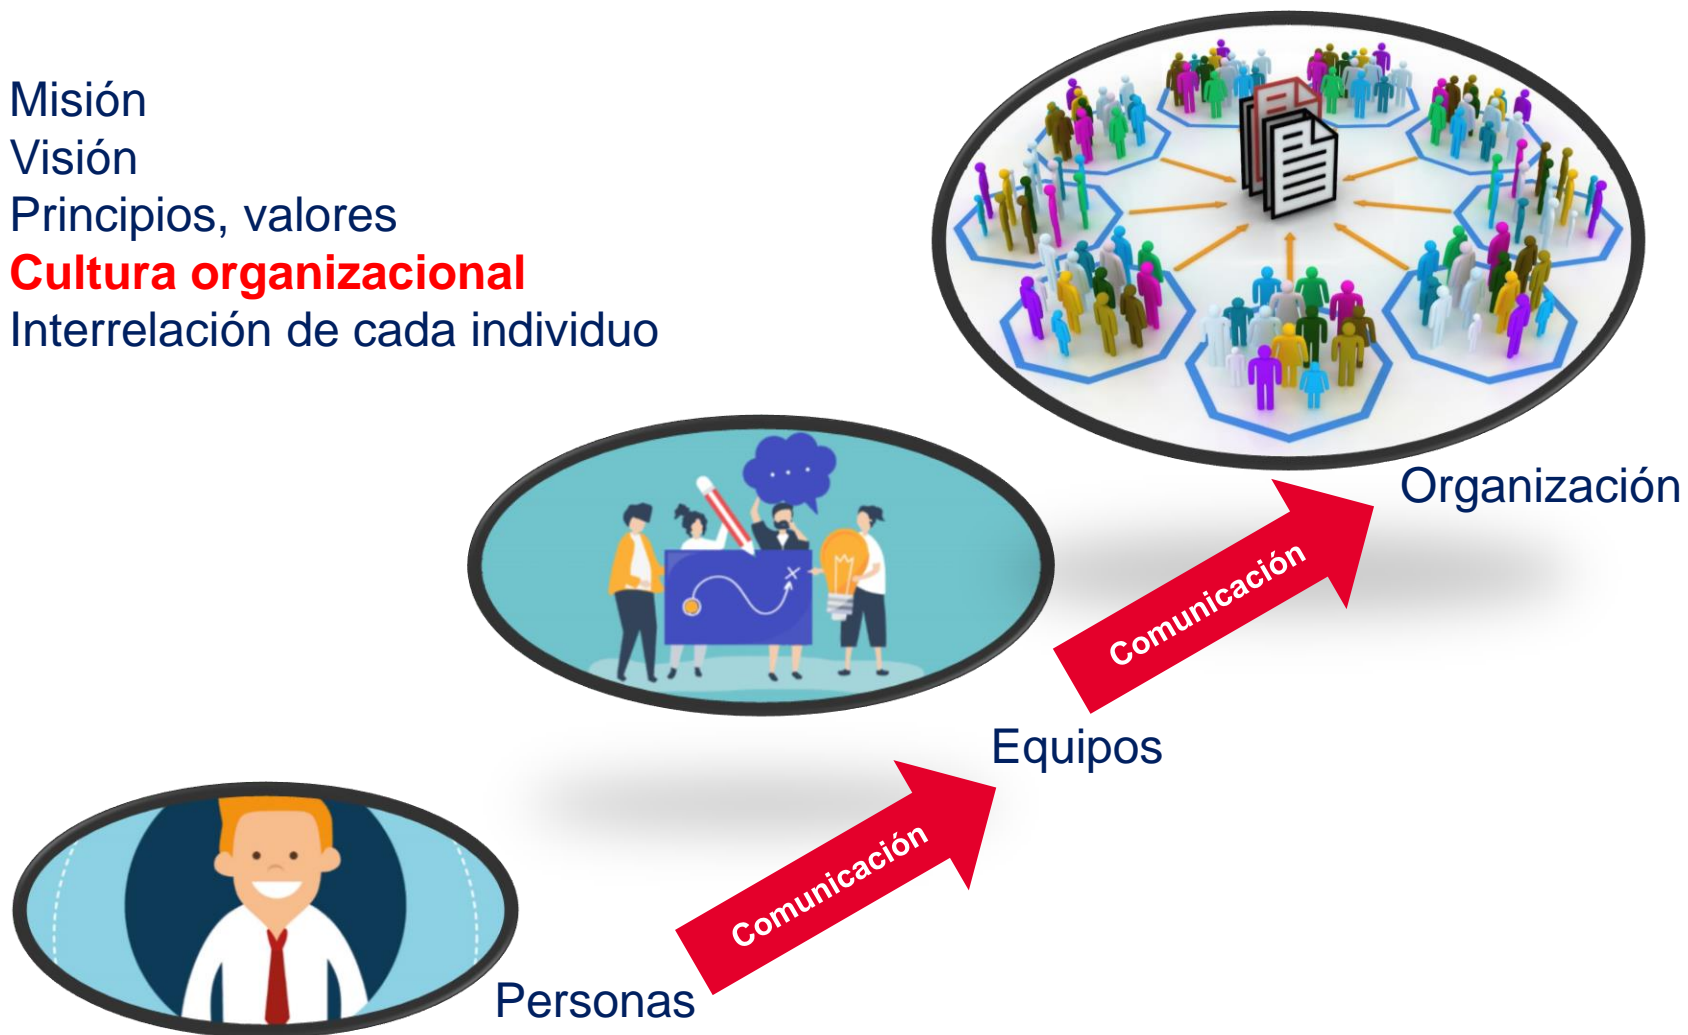 Misión
Visión
Principios, valores
Cultura organizacional
Interrelación de cada individuo
Organización
Comunicación
Equipos
Comunicación
Personas